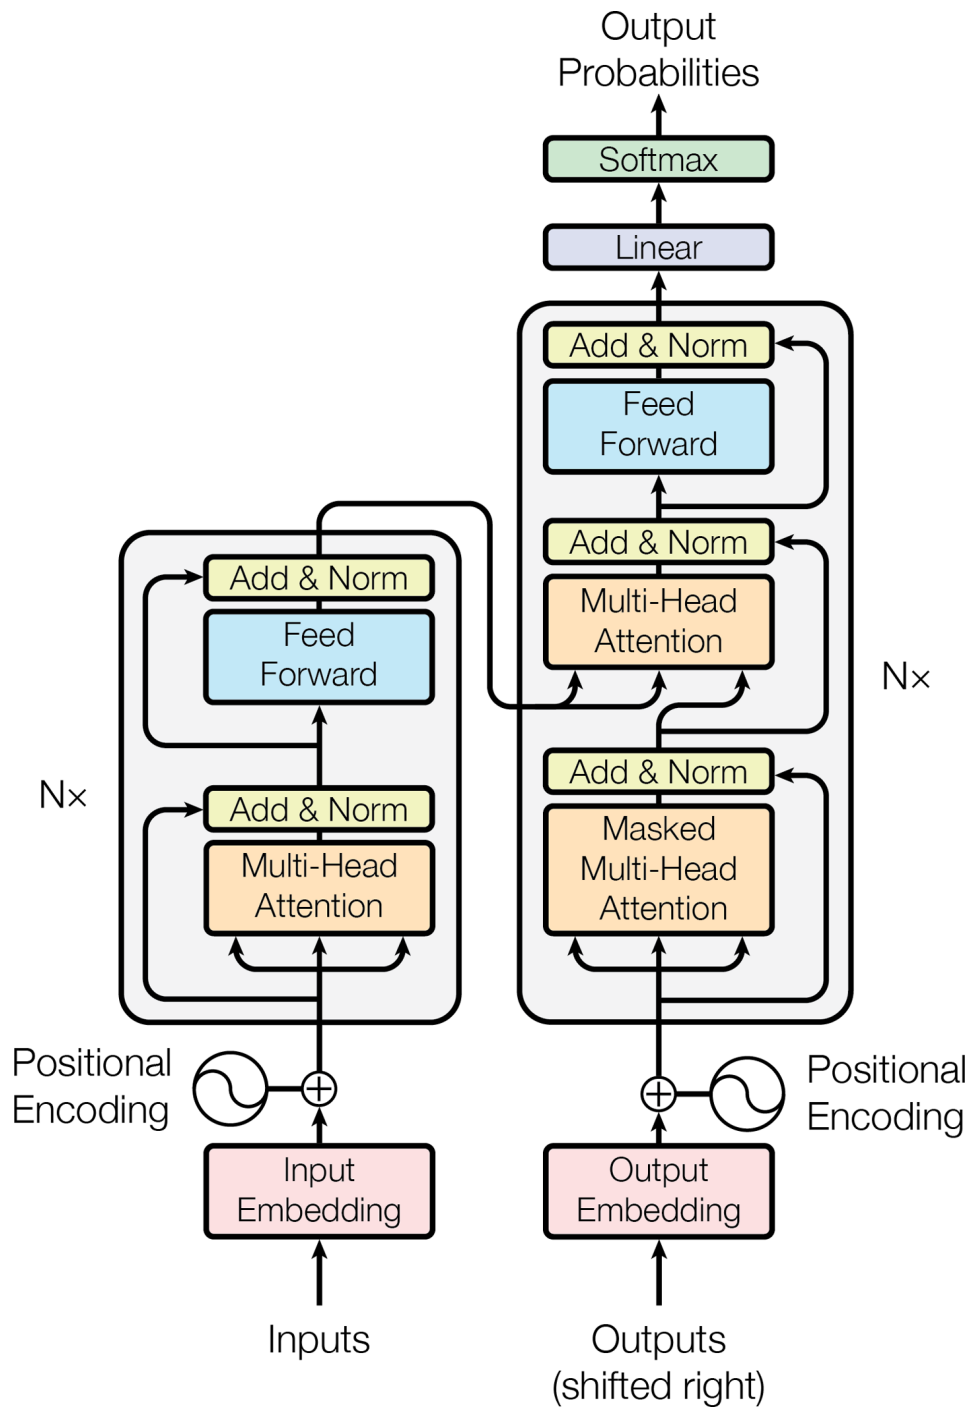 Output
Probabilities
Softmax
Linear
Add & Norm
Feed
Forward
Add & Norm
Multi-Head
Attention
Add & Norm
Masked
Multi-Head
Attention
Nx
Add & Norm
Feed
Forward
Add & Norm
Multi-Head
Attention
Nx
Positional
Encoding
Positional
Encoding
Input
Embedding
Output
Embedding
Inputs
Outputs
(shifted right)